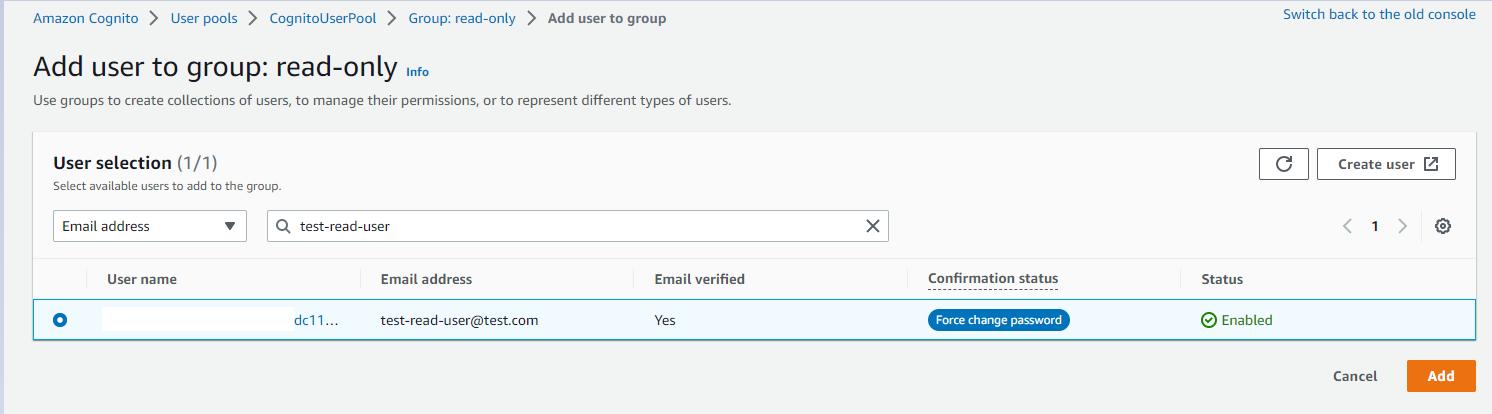 Amazon Cognito > User pools > CognitoUserPool > Group: read-only > Add user to group
Switch back to the old console
Add user to group: read-only Info
Use groups to create collections of users, to manage their permissions, or to represent different types of users.
User selection (1/1)
Select available users to add to the group.
Create user
Email address
test-read-user
1
User name Email address Email verified Confirmation status Status
dc11... test-read-user@test.com Yes Force change password Enabled
Cancel Add